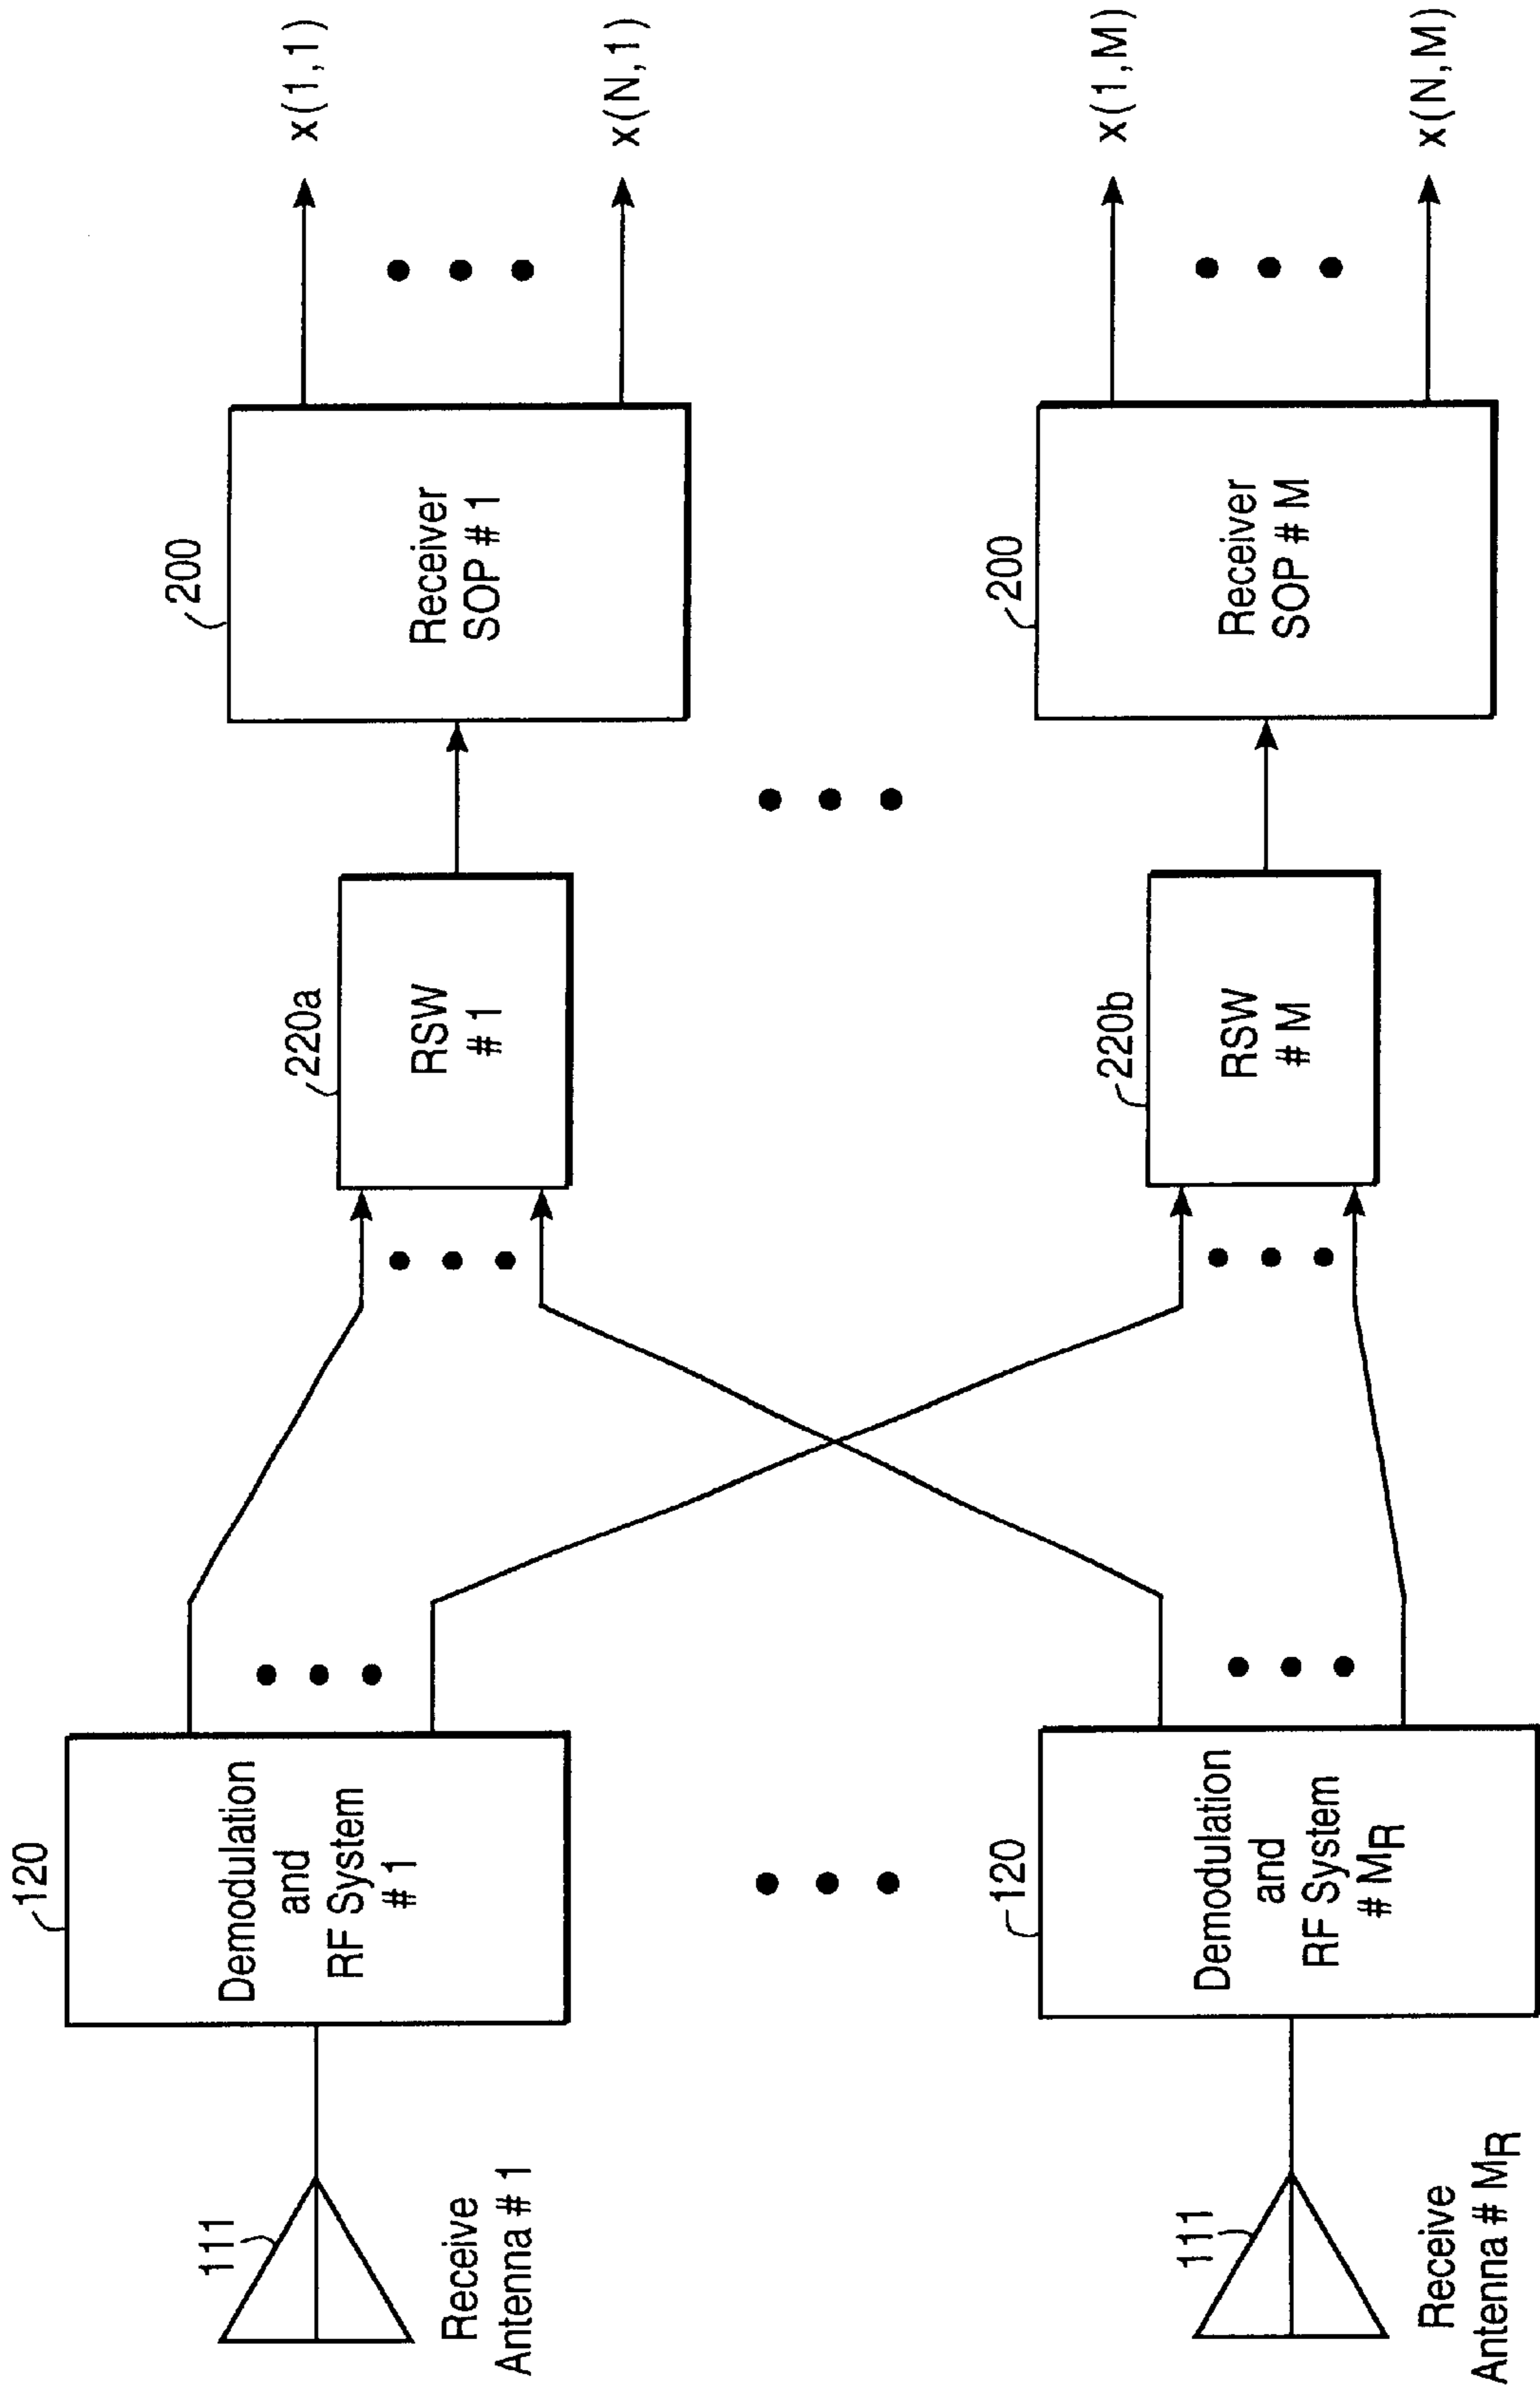 111
Receive
Antenna # 1
120
Demodulation
and
RF System
# 1
220a
RSW
# 1
200
Receiver
SOP # 1
x(1,1)
x(N,1)
111
Receive
Antenna # MR
120
Demodulation
and
RF System
# MR
220b
RSW
# M
200
Receiver
SOP # M
x(1,M)
x(N,M)